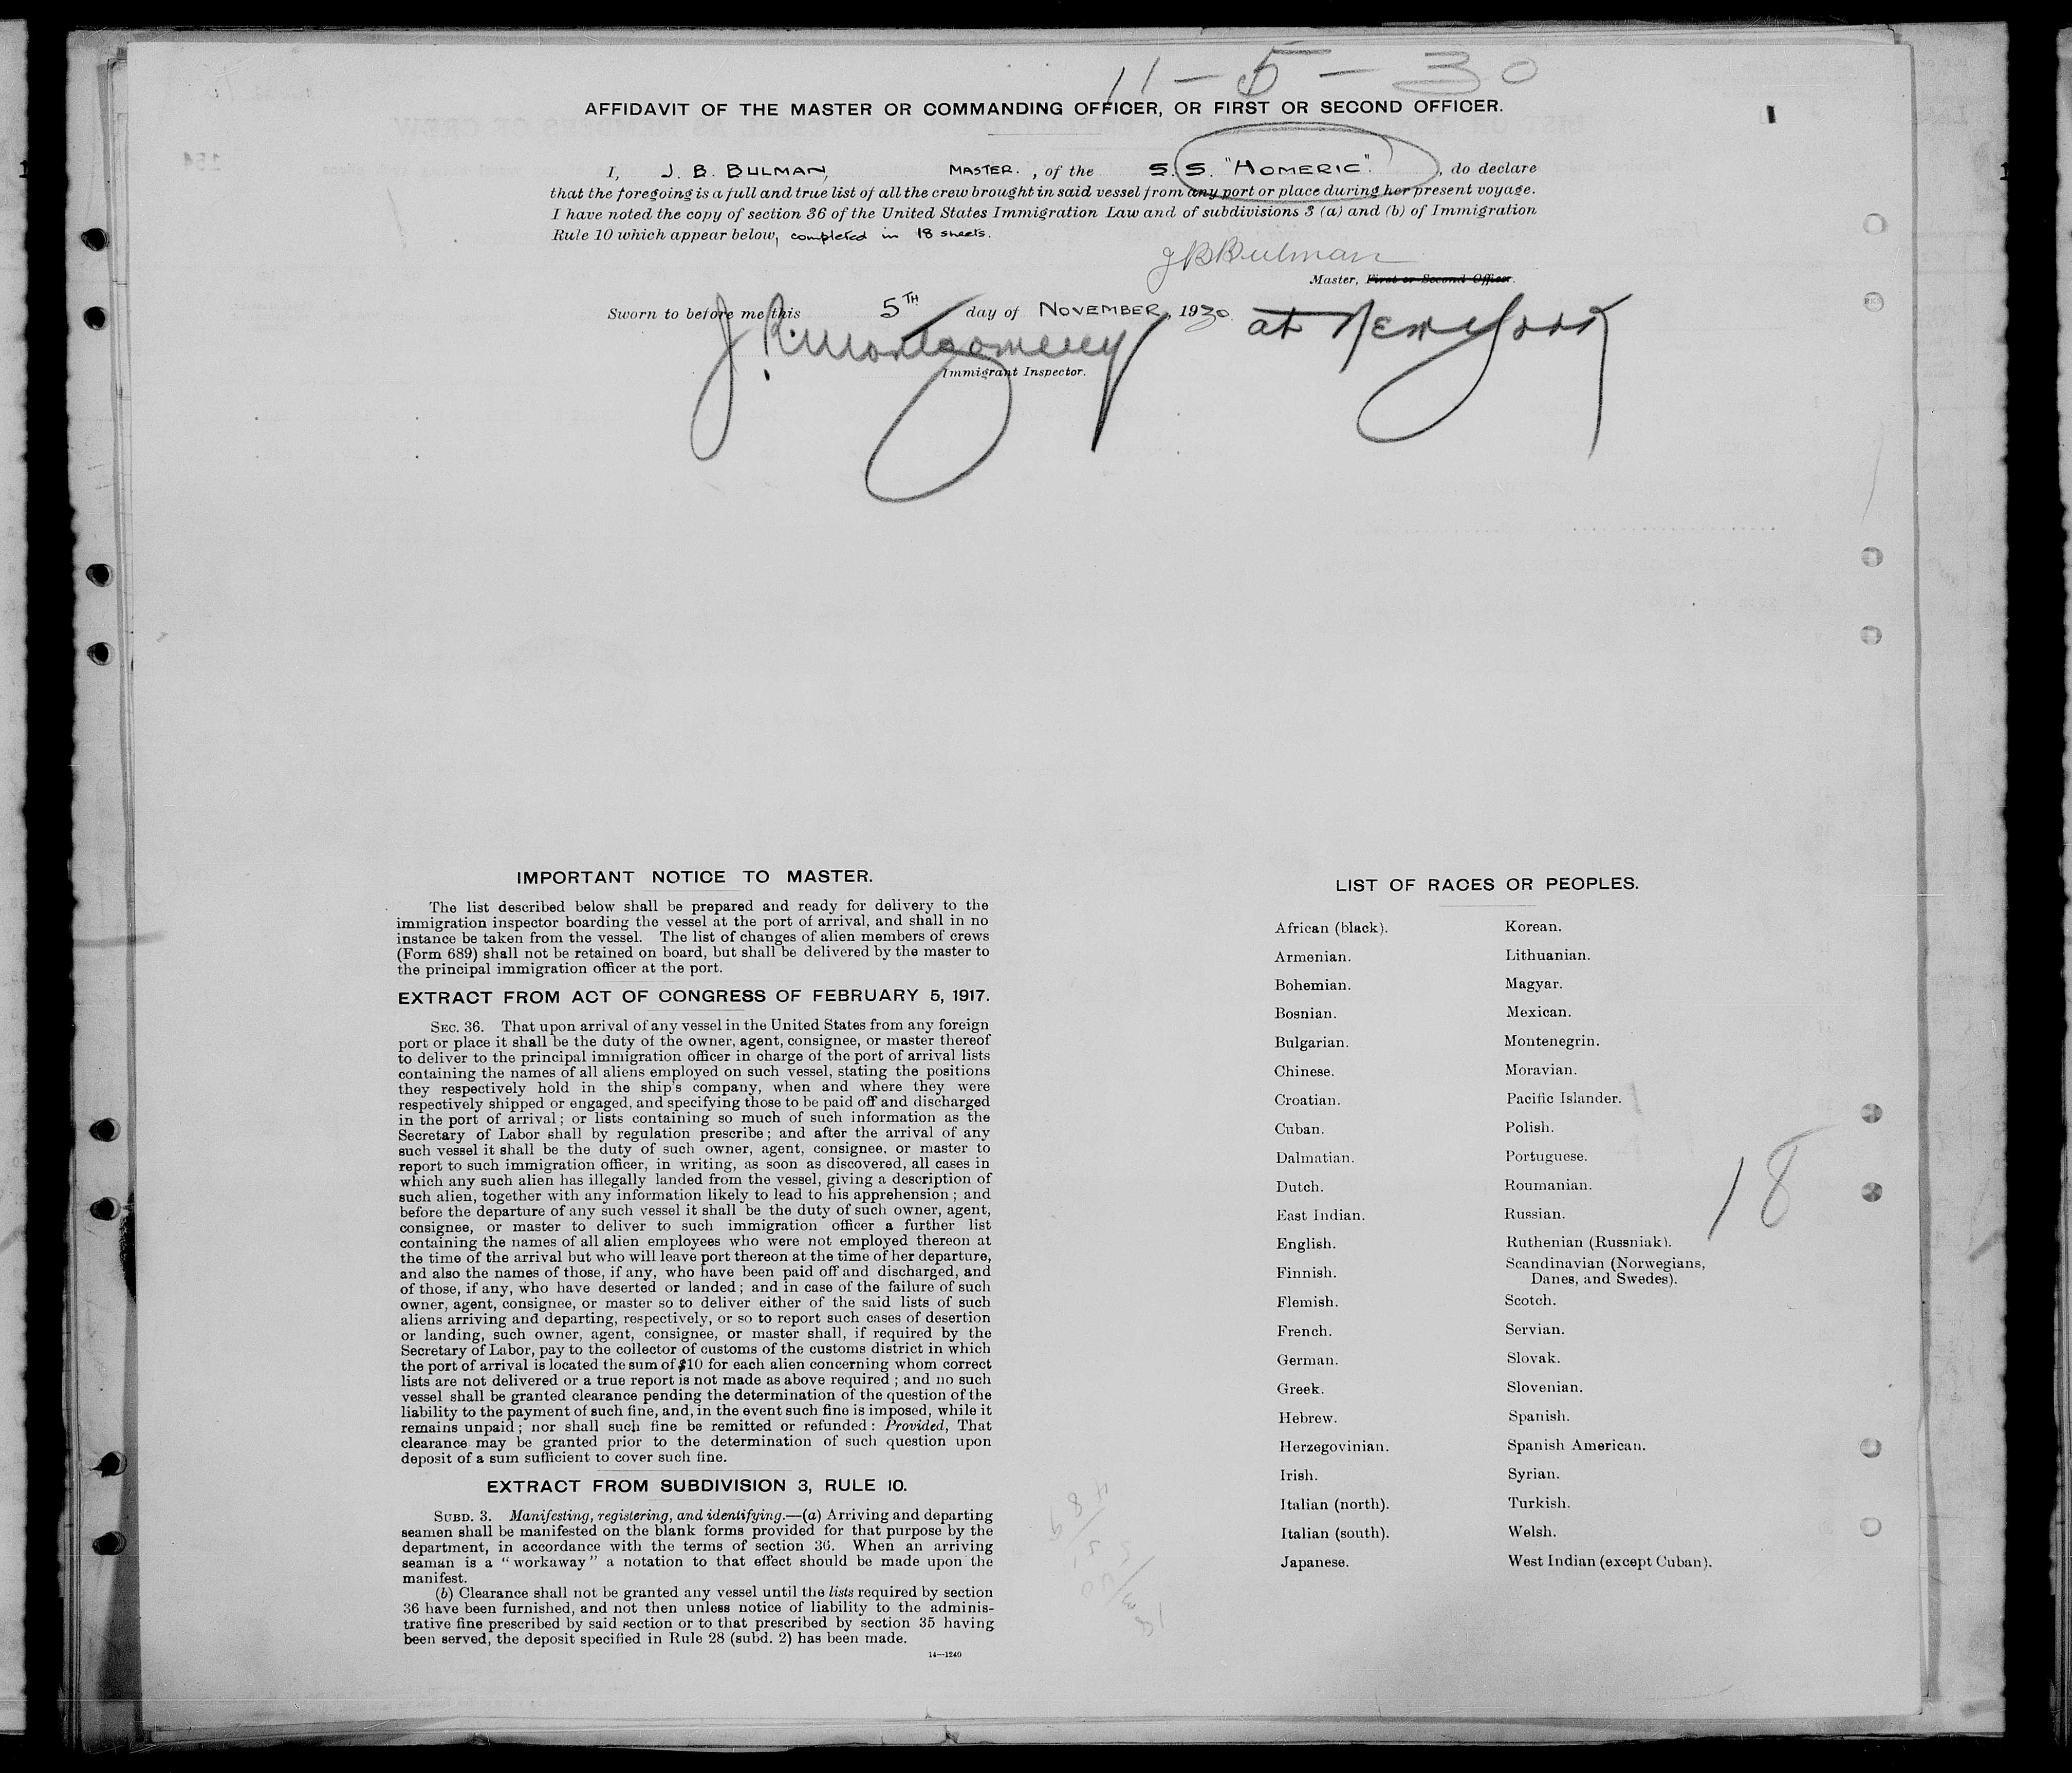 11-5-30
AFFIDAVIT OF THE MASTER OR COMMANDING OFFICER, OR FIRST OR SECOND OFFICER.
1
I, J. B. BULMAN, MASTER. , of the S.S. "HOMERIC". , do declare
that the foregoing is a full and true list of all the crew brought in said vessel from any port or place during her present voyage.
I have noted the copy of section 36 of the United States Immigration Law and of subdivisions 3 (a) and (b) of Immigration
Rule 10 which appear below, completed in 18 sheets.
J B Bulman
Master, First or Second Officer.
Sworn to before me this 5TH day of NOVEMBER, 1930 at New York
J. R. Montgomery
Immigrant Inspector.
IMPORTANT NOTICE TO MASTER.
The list described below shall be prepared and ready for delivery to the
immigration inspector boarding the vessel at the port of arrival, and shall in no
instance be taken from the vessel. The list of changes of alien members of crews
(Form 689) shall not be retained on board, but shall be delivered by the master to
the principal immigration officer at the port.
EXTRACT FROM ACT OF CONGRESS OF FEBRUARY 5, 1917.
SEC. 36. That upon arrival of any vessel in the United States from any foreign
port or place it shall be the duty of the owner, agent, consignee, or master thereof
to deliver to the principal immigration officer in charge of the port of arrival lists
containing the names of all aliens employed on such vessel, stating the positions
they respectively hold in the ship's company, when and where they were
respectively shipped or engaged, and specifying those to be paid off and discharged
in the port of arrival; or lists containing so much of such information as the
Secretary of Labor shall by regulation prescribe; and after the arrival of any
such vessel it shall be the duty of such owner, agent, consignee, or master to
report to such immigration officer, in writing, as soon as discovered, all cases in
which any such alien has illegally landed from the vessel, giving a description of
such alien, together with any information likely to lead to his apprehension; and
before the departure of any such vessel it shall be the duty of such owner, agent,
consignee, or master to deliver to such immigration officer a further list
containing the names of all alien employees who were not employed thereon at
the time of the arrival but who will leave port thereon at the time of her departure,
and also the names of those, if any, who have been paid off and discharged, and
of those, if any, who have deserted or landed; and in case of the failure of such
owner, agent, consignee, or master so to deliver either of the said lists of such
aliens arriving and departing, respectively, or so to report such cases of desertion
or landing, such owner, agent, consignee, or master shall, if required by the
Secretary of Labor, pay to the collector of customs of the customs district in which
the port of arrival is located the sum of $10 for each alien concerning whom correct
lists are not delivered or a true report is not made as above required; and no such
vessel shall be granted clearance pending the determination of the question of the
liability to the payment of such fine, and, in the event such fine is imposed, while it
remains unpaid; nor shall such fine be remitted or refunded: Provided, That
clearance may be granted prior to the determination of such question upon
deposit of a sum sufficient to cover such fine.
EXTRACT FROM SUBDIVISION 3, RULE 10.
SUBD. 3. Manifesting, registering, and identifying.—(a) Arriving and departing
seamen shall be manifested on the blank forms provided for that purpose by the
department, in accordance with the terms of section 36. When an arriving
seaman is a "workaway" a notation to that effect should be made upon the
manifest.
(b) Clearance shall not be granted any vessel until the lists required by section
36 have been furnished, and not then unless notice of liability to the adminis-
trative fine prescribed by said section or to that prescribed by section 35 having
been served, the deposit specified in Rule 28 (subd. 2) has been made.
14—1240
LIST OF RACES OR PEOPLES.
African (black).
Armenian.
Bohemian.
Bosnian.
Bulgarian.
Chinese.
Croatian.
Cuban.
Dalmatian.
Dutch.
East Indian.
English.
Finnish.
Flemish.
French.
German.
Greek.
Hebrew.
Herzegovinian.
Irish.
Italian (north).
Italian (south).
Japanese.
Korean.
Lithuanian.
Magyar.
Mexican.
Montenegrin.
Moravian.
Pacific Islander.
Polish.
Portuguese.
Roumanian.
Russian.
Ruthenian (Russniak).
Scandinavian (Norwegians,
Danes, and Swedes).
Scotch.
Servian.
Slovak.
Slovenian.
Spanish.
Spanish American.
Syrian.
Turkish.
Welsh.
West Indian (except Cuban).
18